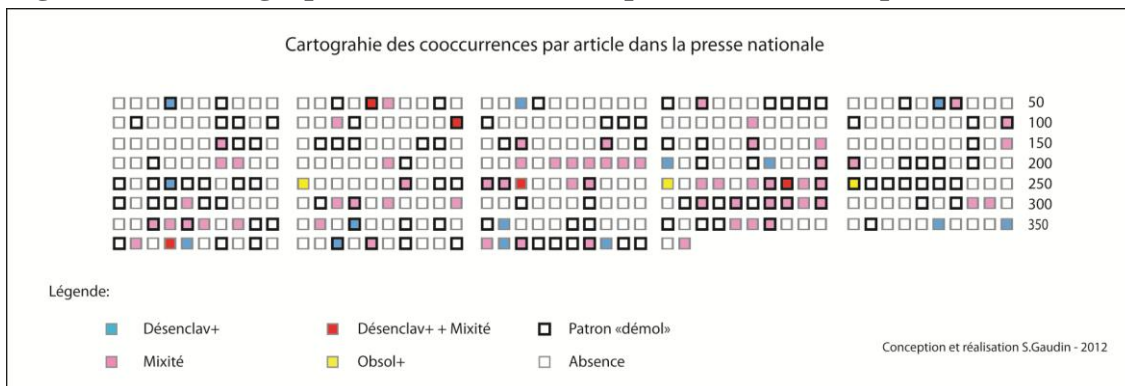 Cartograhie des cooccurrences par article dans la presse nationale
50
100
150
200
250
300
350
Légende:
Désenclav+
Désenclav+ + Mixité
Patron «démol»
Mixité
Obsol+
Absence
Conception et réalisation S.Gaudin - 2012